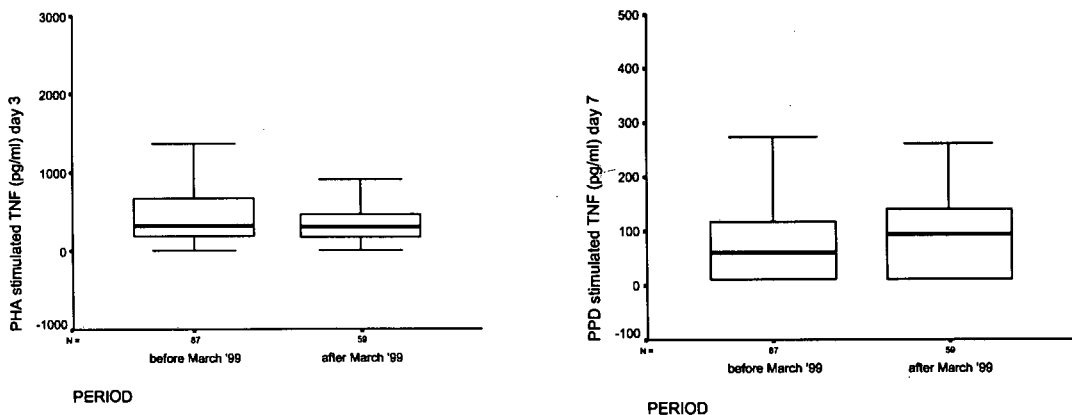 PHA stimulated TNF (pg/ml) day 3
3000
2000
1000
0
-1000
N =
87
59
before March '99
after March '99
PERIOD
PPD stimulated TNF (pg/ml) day 7
500
400
300
200
100
0
-100
N =
87
59
before March '99
after March '99
PERIOD